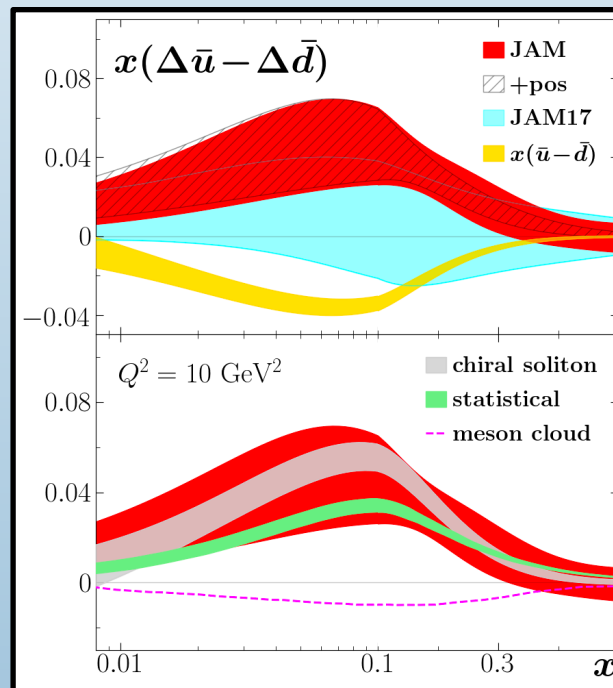 x(Δū − Δd̄)
JAM
+pos
JAM17
x(ū−d̄)
0.08
0.04
0
−0.04
Q² = 10 GeV²
chiral soliton
statistical
meson cloud
0.08
0.04
0
0.01 0.1 0.3 x